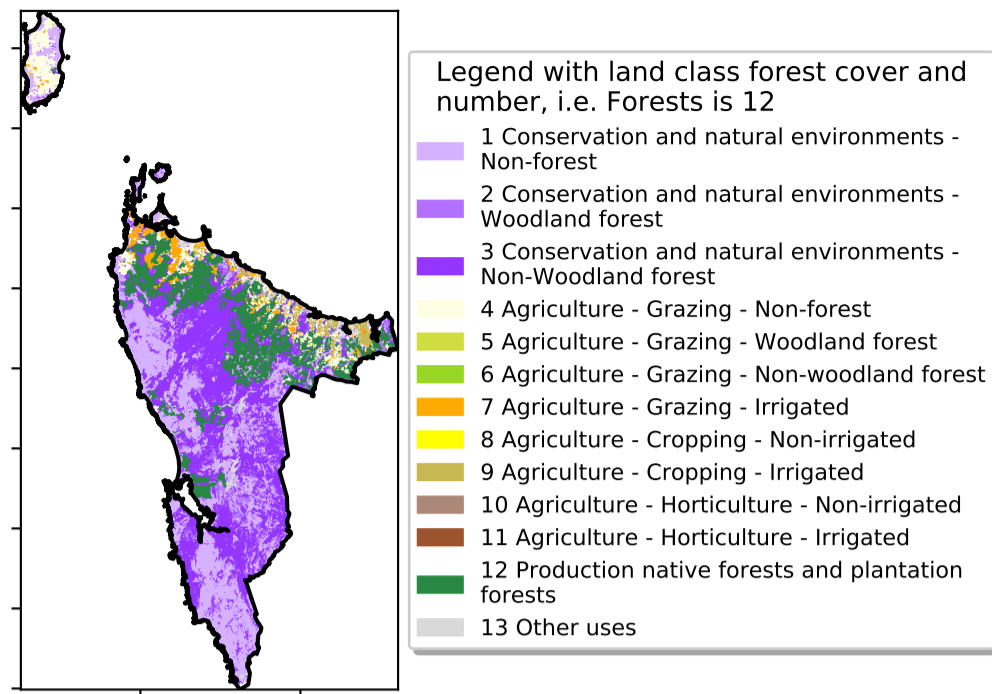 Legend with land class forest cover and
number, i.e. Forests is 12
1 Conservation and natural environments -
Non-forest
2 Conservation and natural environments -
Woodland forest
3 Conservation and natural environments -
Non-Woodland forest
4 Agriculture - Grazing - Non-forest
5 Agriculture - Grazing - Woodland forest
6 Agriculture - Grazing - Non-woodland forest
7 Agriculture - Grazing - Irrigated
8 Agriculture - Cropping - Non-irrigated
9 Agriculture - Cropping - Irrigated
10 Agriculture - Horticulture - Non-irrigated
11 Agriculture - Horticulture - Irrigated
12 Production native forests and plantation
forests
13 Other uses